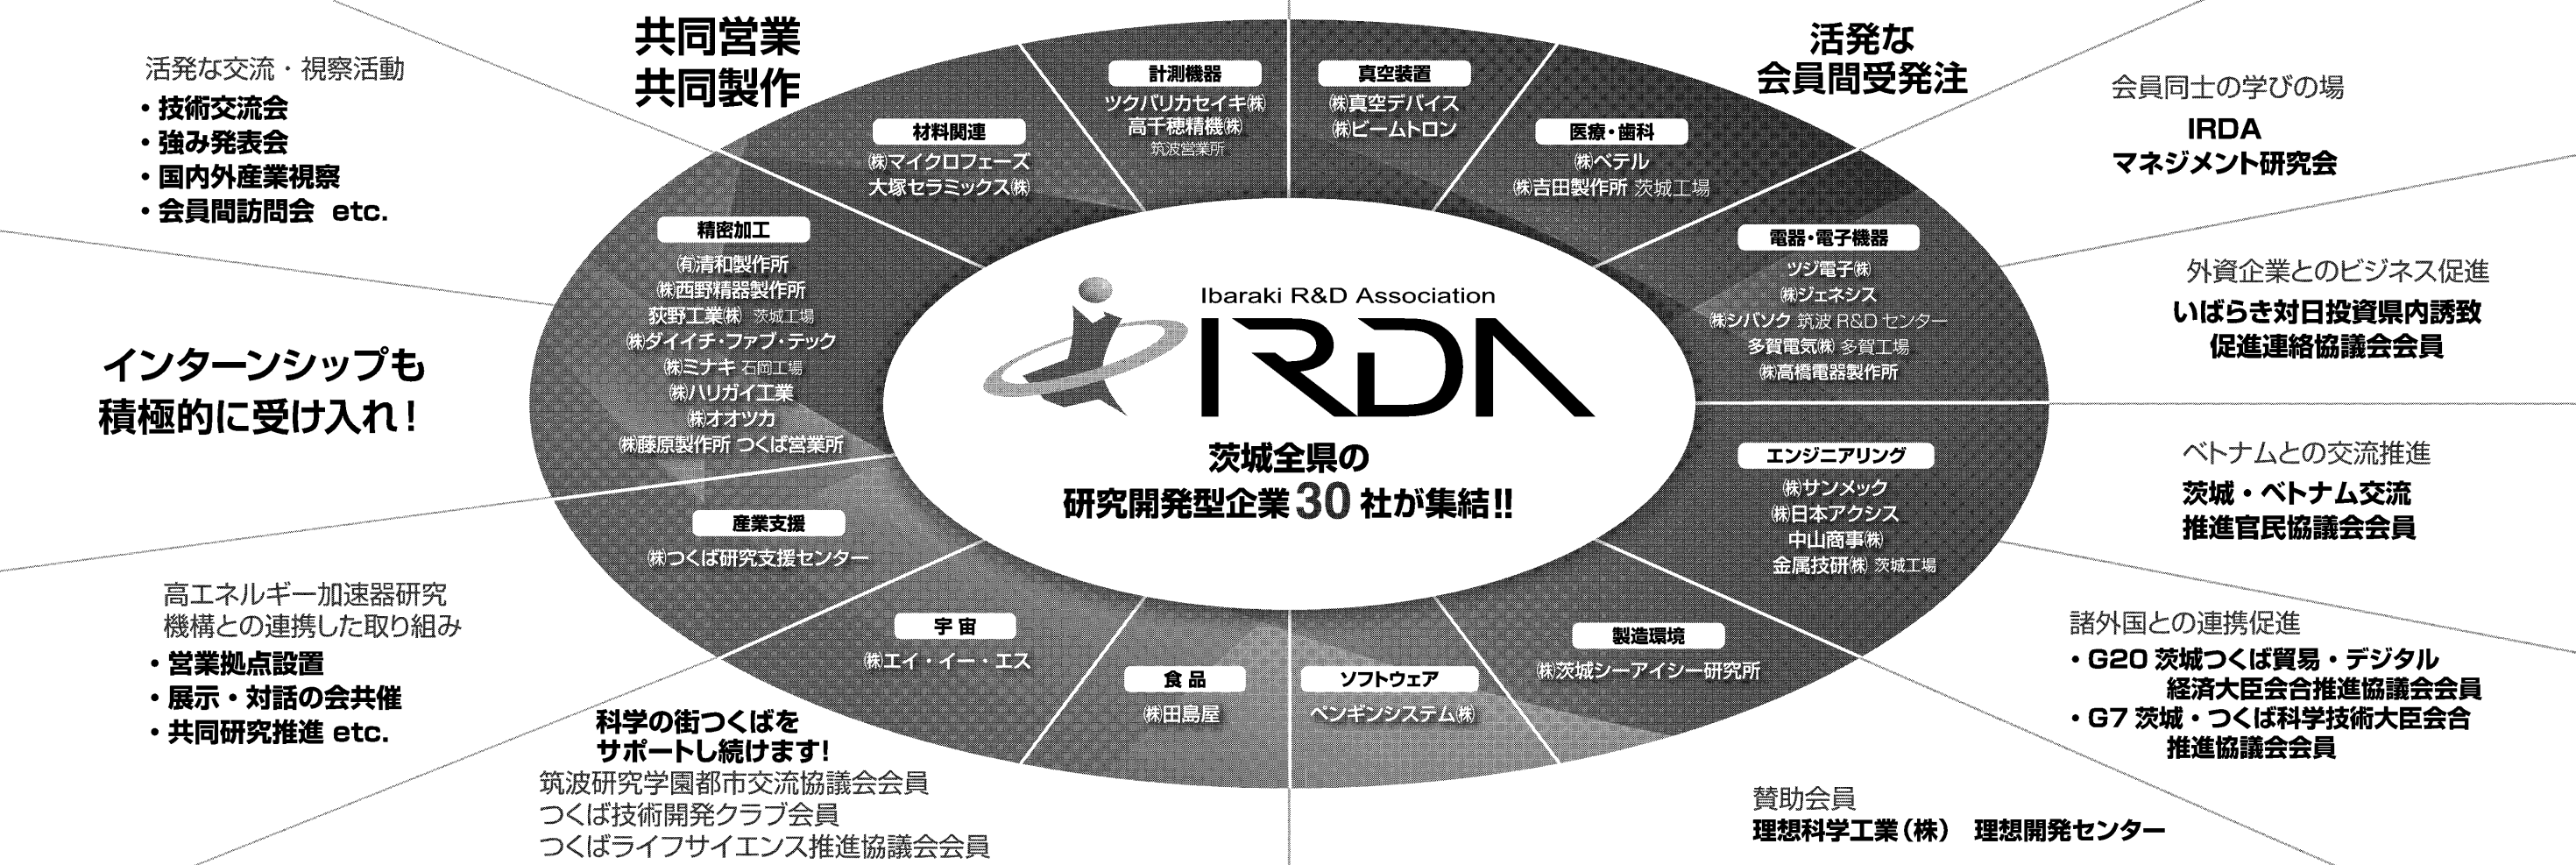 活発な交流・視察活動
・技術交流会
・強み発表会
・国内外産業視察
・会員間訪問会 etc.
共同営業
共同製作
活発な
会員間受発注
会員同士の学びの場
IRDA
マネジメント研究会
外資企業とのビジネス促進
いばらき対日投資県内誘致
促進連絡協議会会員
ベトナムとの交流推進
茨城・ベトナム交流
推進官民協議会会員
諸外国との連携促進
・G20 茨城つくば貿易・デジタル
経済大臣会合推進協議会会員
・G7 茨城・つくば科学技術大臣会合
推進協議会会員
賛助会員
理想科学工業(株) 理想開発センター
科学の街つくばを
サポートし続けます!
筑波研究学園都市交流協議会会員
つくば技術開発クラブ会員
つくばライフサイエンス推進協議会会員
高エネルギー加速器研究
機構との連携した取り組み
・営業拠点設置
・展示・対話の会共催
・共同研究推進 etc.
インターンシップも
積極的に受け入れ!
計測機器
ツクバリカセイキ㈱
高千穂精機㈱
筑波営業所
真空装置
㈱真空デバイス
㈱ビームトロン
医療・歯科
㈱ベテル
㈱吉田製作所 茨城工場
電器・電子機器
ツジ電子㈱
㈱ジェネシス
㈱シバソク 筑波 R&D センター
多賀電気㈱ 多賀工場
㈱高橋電器製作所
エンジニアリング
㈱サンメック
㈱日本アクシス
中山商事㈱
金属技研㈱ 茨城工場
製造環境
㈱茨城シーアイシー研究所
ソフトウェア
ペンギンシステム㈱
食品
㈱田島屋
宇宙
㈱エイ・イー・エス
産業支援
㈱つくば研究支援センター
精密加工
㈲清和製作所
㈱西野精器製作所
荻野工業㈱ 茨城工場
㈱ダイイチ・ファブ・テック
㈱ミナキ 石岡工場
㈱ハリガイ工業
㈱オオツカ
㈱藤原製作所 つくば営業所
材料関連
㈱マイクロフェーズ
大塚セラミックス㈱
Ibaraki R&D Association
IRDA
茨城全県の
研究開発型企業30社が集結!!